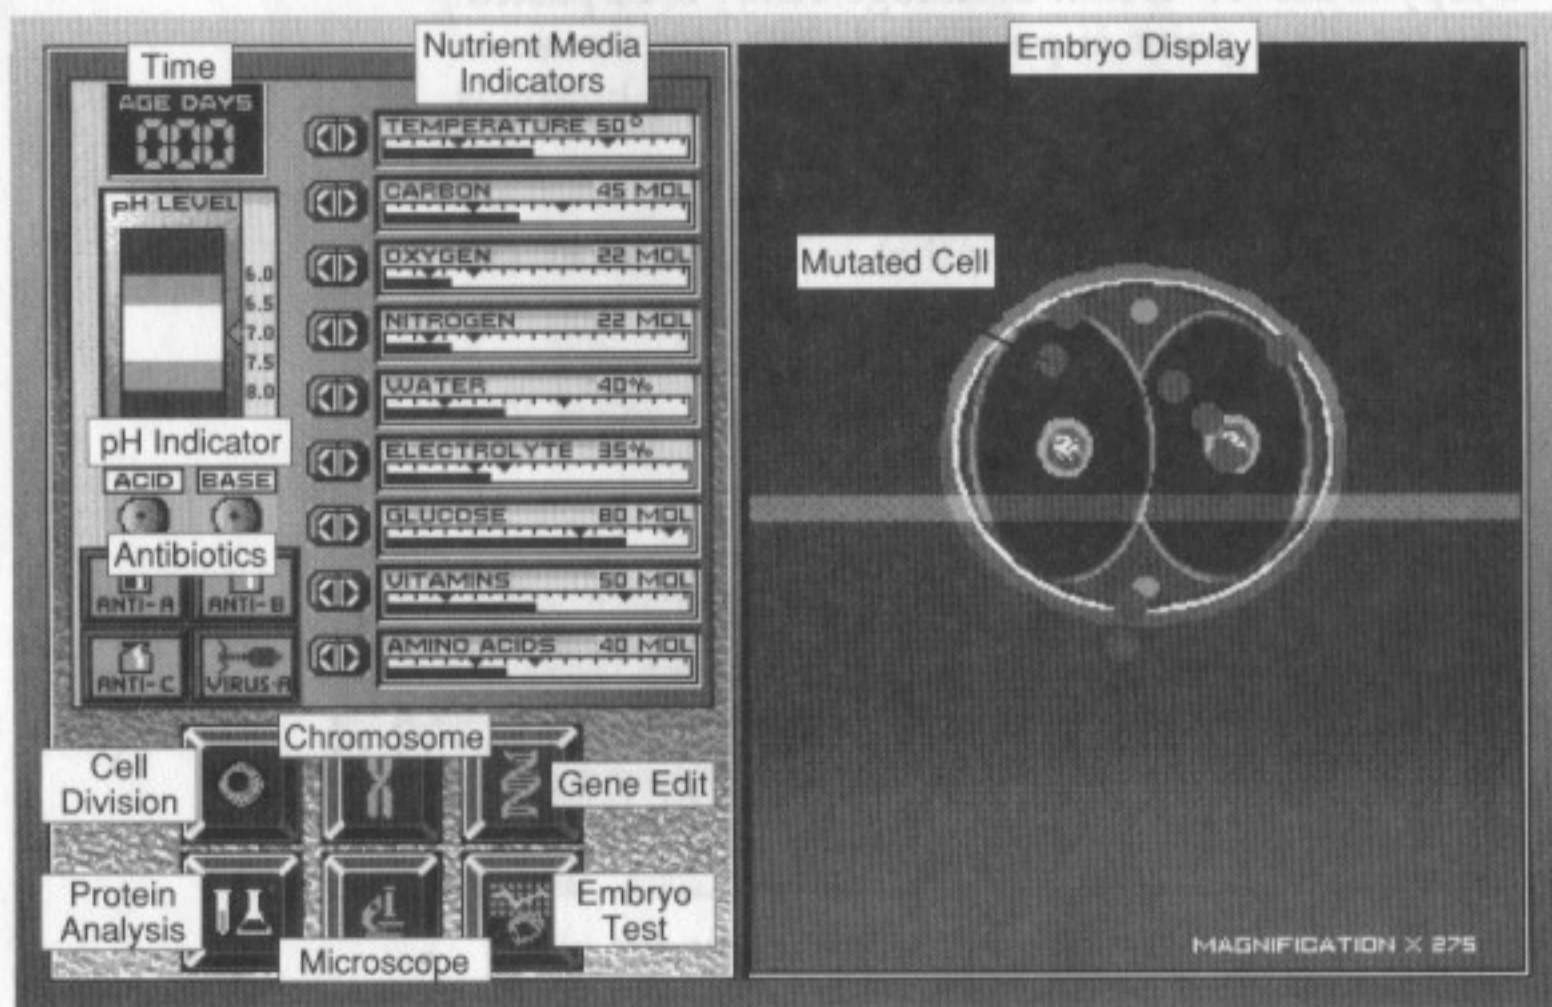 Time
Nutrient Media
Indicators
Embryo Display
AGE DAYS
000
TEMPERATURE 50°
CARBON 45 MOL
pH LEVEL
OXYGEN 22 MOL
6.0
6.5
NITROGEN 22 MOL
7.0
7.5
WATER 40%
8.0
pH Indicator
ELECTROLYTE 35%
ACID BASE
GLUCOSE 80 MOL
Antibiotics
VITAMINS 50 MOL
ANTI-A ANTI-B
AMINO ACIDS 40 MOL
ANTI-C VIRUS-A
Mutated Cell
Chromosome
Cell
Division
Gene Edit
Protein
Analysis
Embryo
Test
Microscope
MAGNIFICATION X 275